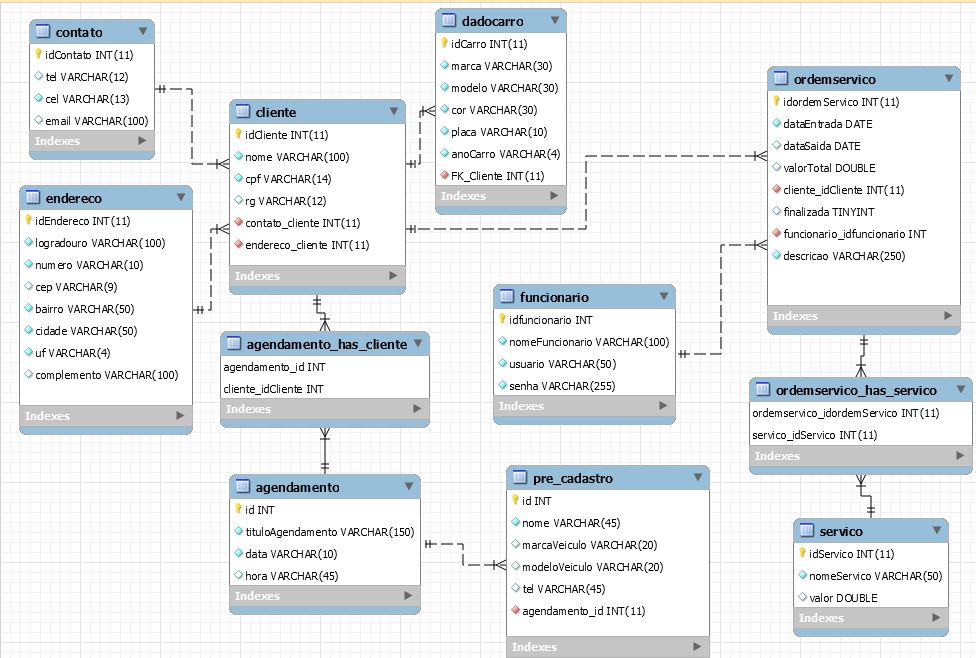 contato
idContato INT(11)
tel VARCHAR(12)
cel VARCHAR(13)
email VARCHAR(100)
Indexes
endereco
idEndereco INT(11)
logradouro VARCHAR(100)
numero VARCHAR(10)
cep VARCHAR(9)
bairro VARCHAR(50)
cidade VARCHAR(50)
uf VARCHAR(4)
complemento VARCHAR(100)
Indexes
cliente
idCliente INT(11)
nome VARCHAR(100)
cpf VARCHAR(14)
rg VARCHAR(12)
contato_cliente INT(11)
endereco_cliente INT(11)
Indexes
agendamento_has_cliente
agendamento_id INT
cliente_idCliente INT
Indexes
agendamento
id INT
tituloAgendamento VARCHAR(150)
data VARCHAR(10)
hora VARCHAR(45)
Indexes
dadocarro
idCarro INT(11)
marca VARCHAR(30)
modelo VARCHAR(30)
cor VARCHAR(30)
placa VARCHAR(10)
anoCarro VARCHAR(4)
FK_Cliente INT(11)
Indexes
funcionario
idfuncionario INT
nomeFuncionario VARCHAR(100)
usuario VARCHAR(50)
senha VARCHAR(255)
Indexes
pre_cadastro
id INT
nome VARCHAR(45)
marcaVeiculo VARCHAR(20)
modeloVeiculo VARCHAR(20)
tel VARCHAR(45)
agendamento_id INT(11)
Indexes
ordemservico
idordemServico INT(11)
dataEntrada DATE
dataSaida DATE
valorTotal DOUBLE
cliente_idCliente INT(11)
finalizada TINYINT
funcionario_idfuncionario INT
descricao VARCHAR(250)
Indexes
ordemservico_has_servico
ordemservico_idordemServico INT(11)
servico_idServico INT(11)
Indexes
servico
idServico INT(11)
nomeServico VARCHAR(50)
valor DOUBLE
Indexes